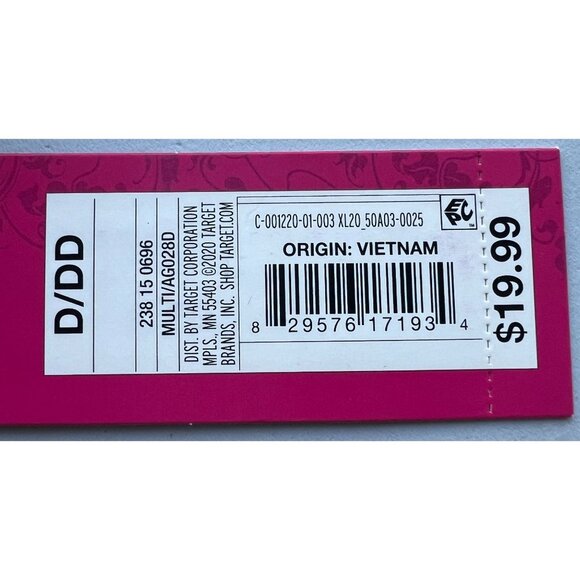 D/DD
238 15 0696
MULTI/AG028D
DIST. BY TARGET CORPORATION
MPLS., MN 55403 ©2020 TARGET
BRANDS, INC. SHOP TARGET.COM
C-001220-01-003 XL20_50A03-0025
EPC™
ORIGIN: VIETNAM
8 29576 17193 4
$19.99